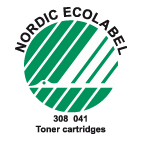 NORDIC ECOLABEL
308 041
Toner cartridges